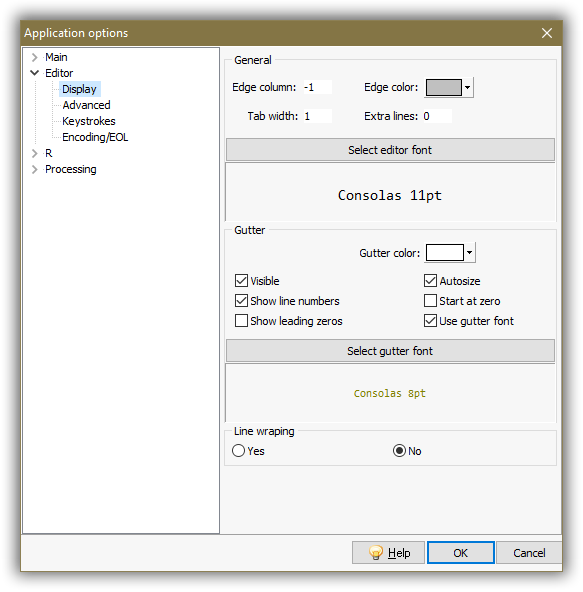 Application options
Main
Editor
Display
Advanced
Keystrokes
Encoding/EOL
R
Processing
General
Edge column: -1 Edge color:
Tab width: 1 Extra lines: 0
Select editor font
Consolas 11pt
Gutter
Gutter color:
Visible Autosize
Show line numbers Start at zero
Show leading zeros Use gutter font
Select gutter font
Consolas 8pt
Line wraping
Yes No
Help OK Cancel